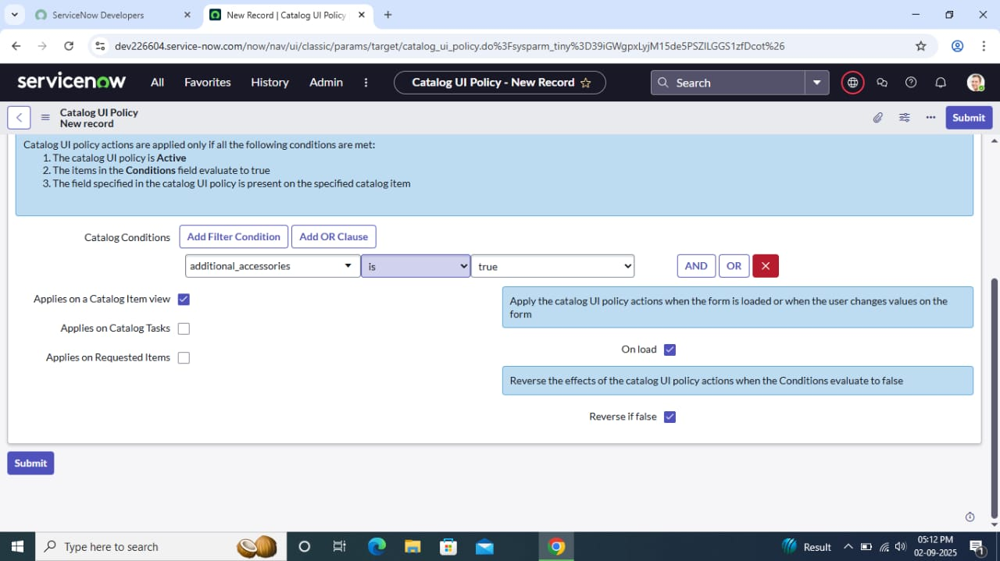 ServiceNow Developers
New Record | Catalog UI Policy
dev226604.service-now.com/now/nav/ui/classic/params/target/catalog_ui_policy.do%3Fsysparm_tiny%3D39iGWgpxLyjM15de5PSZILGGS1zfDcot%26
servicenow All Favorites History Admin Catalog UI Policy - New Record Search
Catalog UI Policy
New record
Submit
Catalog UI policy actions are applied only if all the following conditions are met:
1. The catalog UI policy is Active
2. The items in the Conditions field evaluate to true
3. The field specified in the catalog UI policy is present on the specified catalog item
Catalog Conditions Add Filter Condition Add OR Clause
additional_accessories is true AND OR
Applies on a Catalog Item view
Applies on Catalog Tasks
Applies on Requested Items
Apply the catalog UI policy actions when the form is loaded or when the user changes values on the
form
On load
Reverse the effects of the catalog UI policy actions when the Conditions evaluate to false
Reverse if false
Submit
Type here to search
Result
05:12 PM
02-09-2025
1